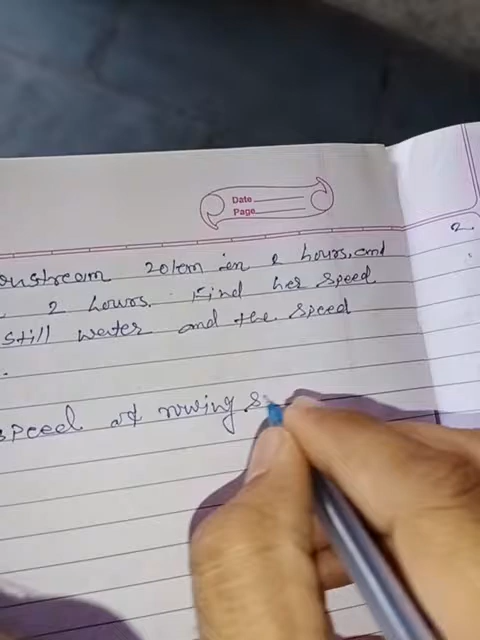 Date
Page
ounstream 20km in 2 hours, and
2 hours. Find her speed
still water and the speed
.
speed of rowing s
2